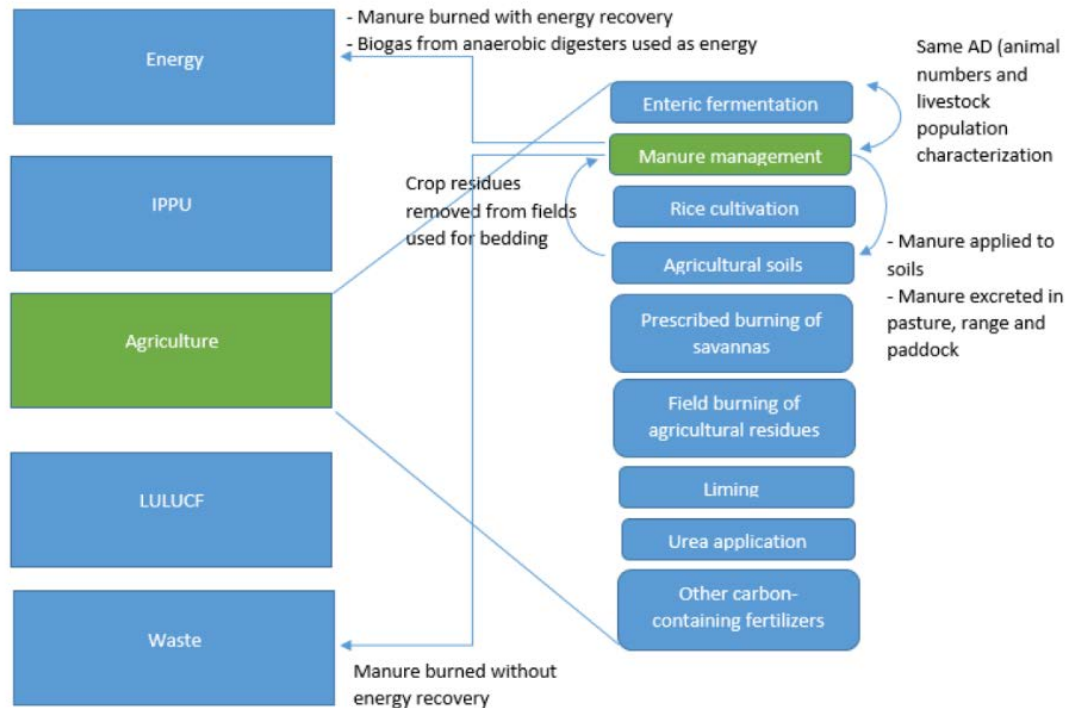 - Manure burned with energy recovery
- Biogas from anaerobic digesters used as energy
Energy
Same AD (animal
numbers and
livestock
population
characterization
Enteric fermentation
Manure management
IPPU
Crop residues
removed from fields
used for bedding
Rice cultivation
Agricultural soils
- Manure applied to
soils
- Manure excreted in
pasture, range and
paddock
Agriculture
Prescribed burning of
savannas
Field burning of
agricultural residues
LULUCF
Liming
Urea application
Other carbon-
containing fertilizers
Waste
Manure burned without
energy recovery